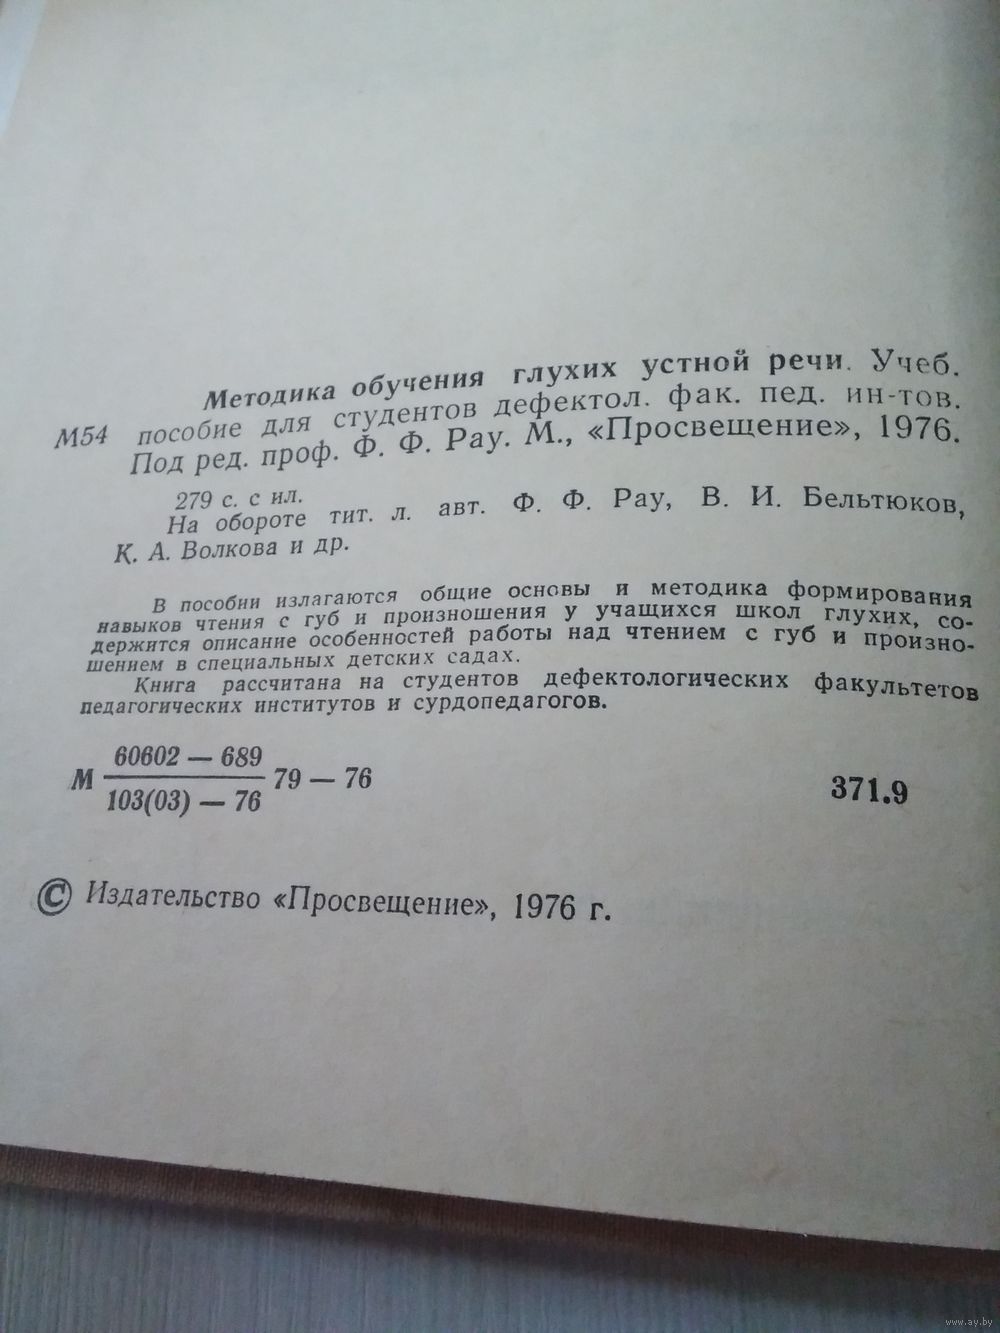 Методика обучения глухих устной речи. Учеб.
М54 пособие для студентов дефектол. фак. пед. ин-тов.
Под ред. проф. Ф. Ф. Рау. М., «Просвещение», 1976.
279 с. с ил.
На обороте тит. л. авт. Ф. Ф. Рау, В. И. Бельтюков,
К. А. Волкова и др.
В пособии излагаются общие основы и методика формирования
навыков чтения с губ и произношения у учащихся школ глухих, со-
держится описание особенностей работы над чтением с губ и произно-
шением в специальных детских садах.
Книга рассчитана на студентов дефектологических факультетов
педагогических институтов и сурдопедагогов.
60602 — 689
М 79 — 76
103(03) — 76
371.9
© Издательство «Просвещение», 1976 г.
www.ay.by